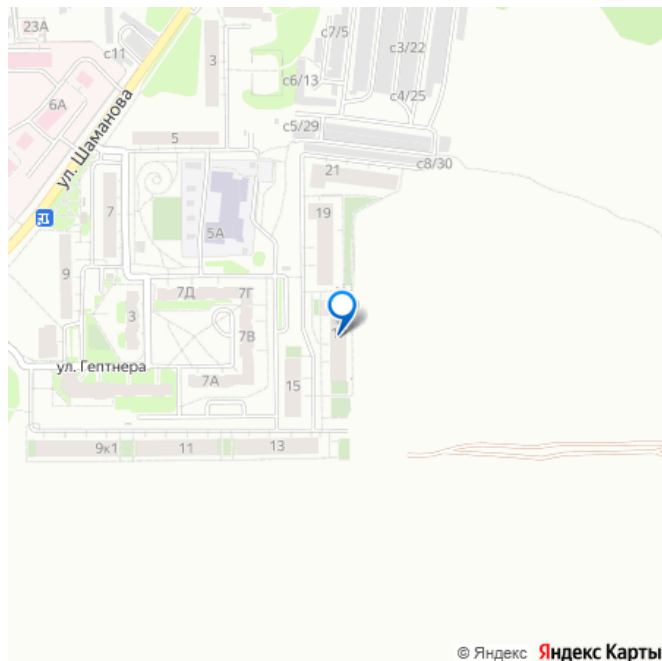 23А
с11
3
с7/5
с3/22
с6/13
с4/25
6А
ул. Шаманова
5
с5/29
с8/30
21
7
5А
19
9
7Д
7Г
3
7В
ул. Гептнера
7А
15
9к1
11
13
© Яндекс Яндекс Карты